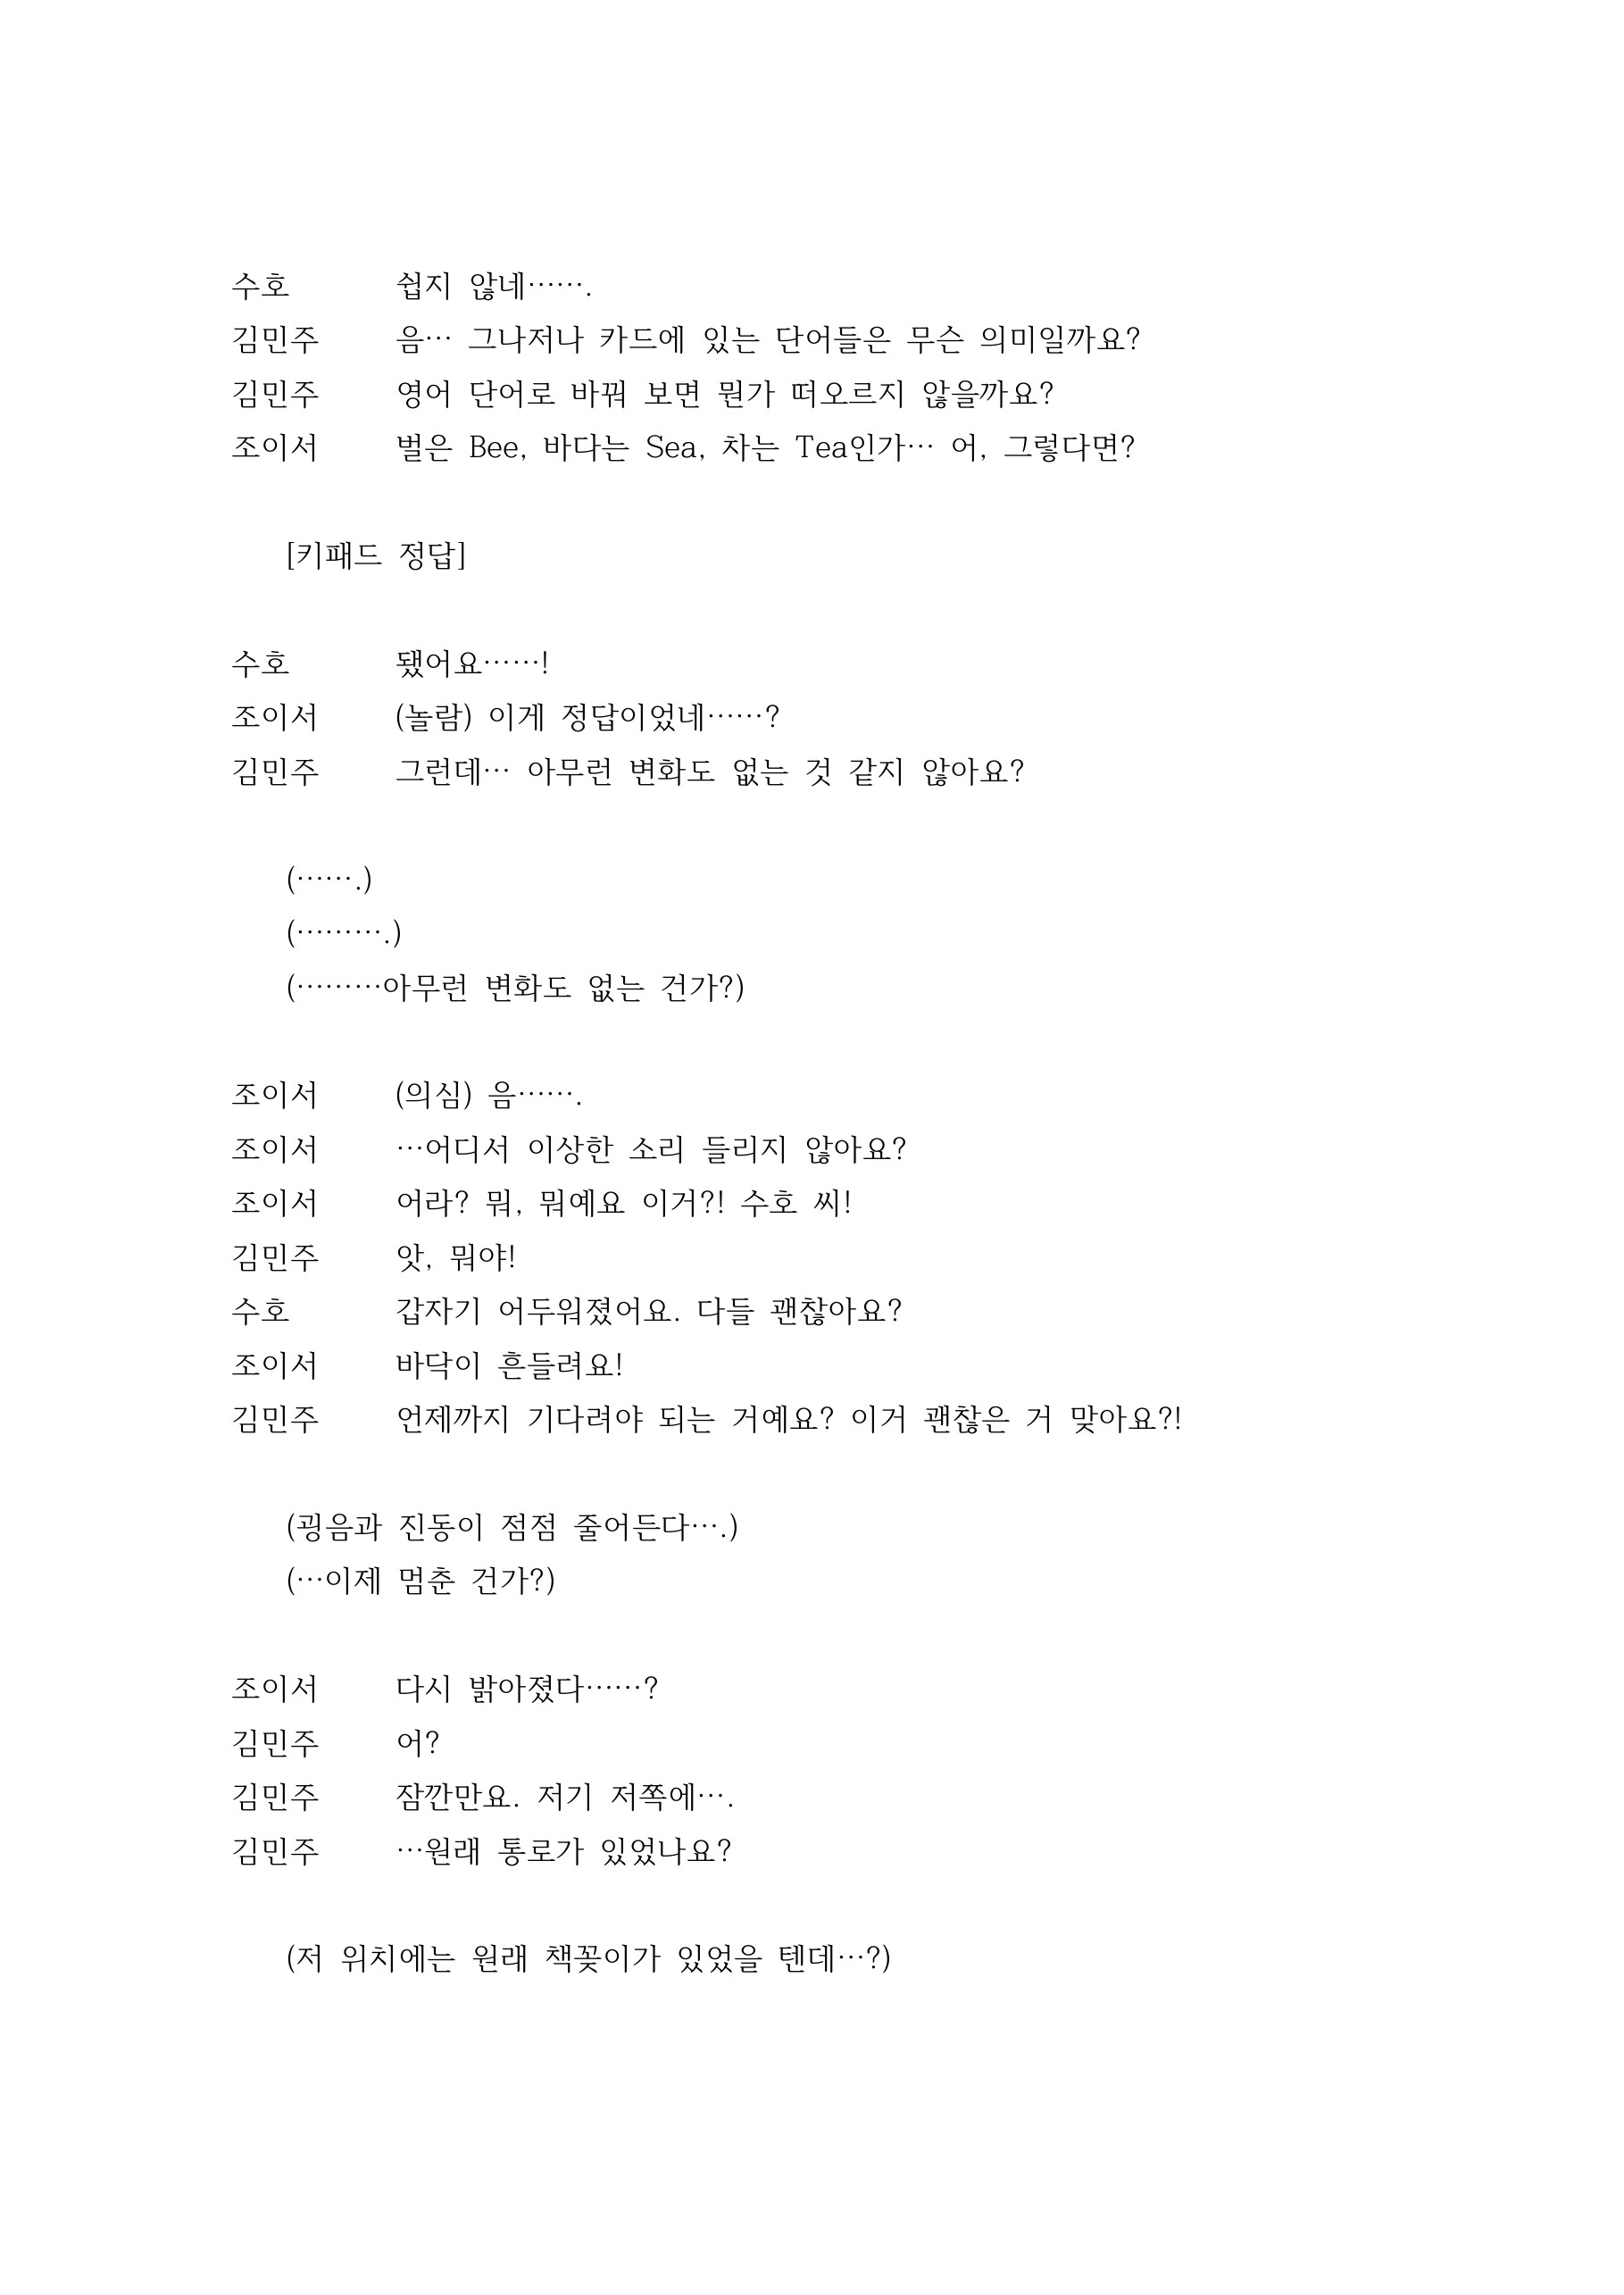 수호 쉽지 않네…….
김민주 음… 그나저나 카드에 있는 단어들은 무슨 의미일까요?
김민주 영어 단어로 바꿔 보면 뭔가 떠오르지 않을까요?
조이서 벌은 Bee, 바다는 Sea, 차는 Tea인가… 어, 그렇다면?
[키패드 정답]
수호 됐어요……!
조이서 (놀람) 이게 정답이었네……?
김민주 그런데… 아무런 변화도 없는 것 같지 않아요?
(…….)
(……….)
(………아무런 변화도 없는 건가?)
조이서 (의심) 음…….
조이서 …어디서 이상한 소리 들리지 않아요?
조이서 어라? 뭐, 뭐예요 이거?! 수호 씨!
김민주 앗, 뭐야!
수호 갑자기 어두워졌어요. 다들 괜찮아요?
조이서 바닥이 흔들려요!
김민주 언제까지 기다려야 되는 거예요? 이거 괜찮은 거 맞아요?!
(굉음과 진동이 점점 줄어든다….)
(…이제 멈춘 건가?)
조이서 다시 밝아졌다……?
김민주 어?
김민주 잠깐만요. 저기 저쪽에….
김민주 …원래 통로가 있었나요?
(저 위치에는 원래 책꽂이가 있었을 텐데…?)